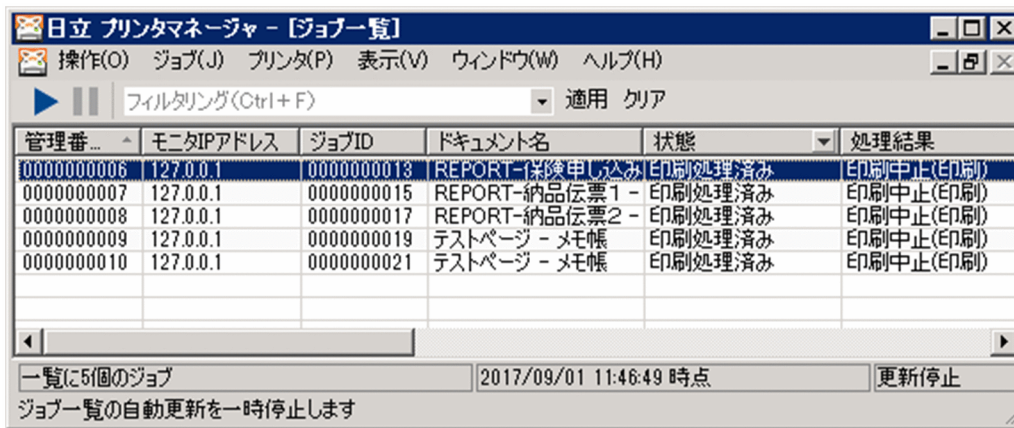 日立 プリンタマネージャ - [ジョブ一覧]
操作(O) ジョブ(J) プリンタ(P) 表示(V) ウィンドウ(W) ヘルプ(H)
フィルタリング(Ctrl+F) 適用 クリア
管理番... モニタIPアドレス ジョブID ドキュメント名 状態 処理結果
0000000006 127.0.0.1 0000000013 REPORT-保険申し込み 印刷処理済み 印刷中止(印刷)
0000000007 127.0.0.1 0000000015 REPORT-納品伝票1 - 印刷処理済み 印刷中止(印刷)
0000000008 127.0.0.1 0000000017 REPORT-納品伝票2 - 印刷処理済み 印刷中止(印刷)
0000000009 127.0.0.1 0000000019 テストページ - メモ帳 印刷処理済み 印刷中止(印刷)
0000000010 127.0.0.1 0000000021 テストページ - メモ帳 印刷処理済み 印刷中止(印刷)
一覧に5個のジョブ 2017/09/01 11:46:49 時点 更新停止
ジョブ一覧の自動更新を一時停止します